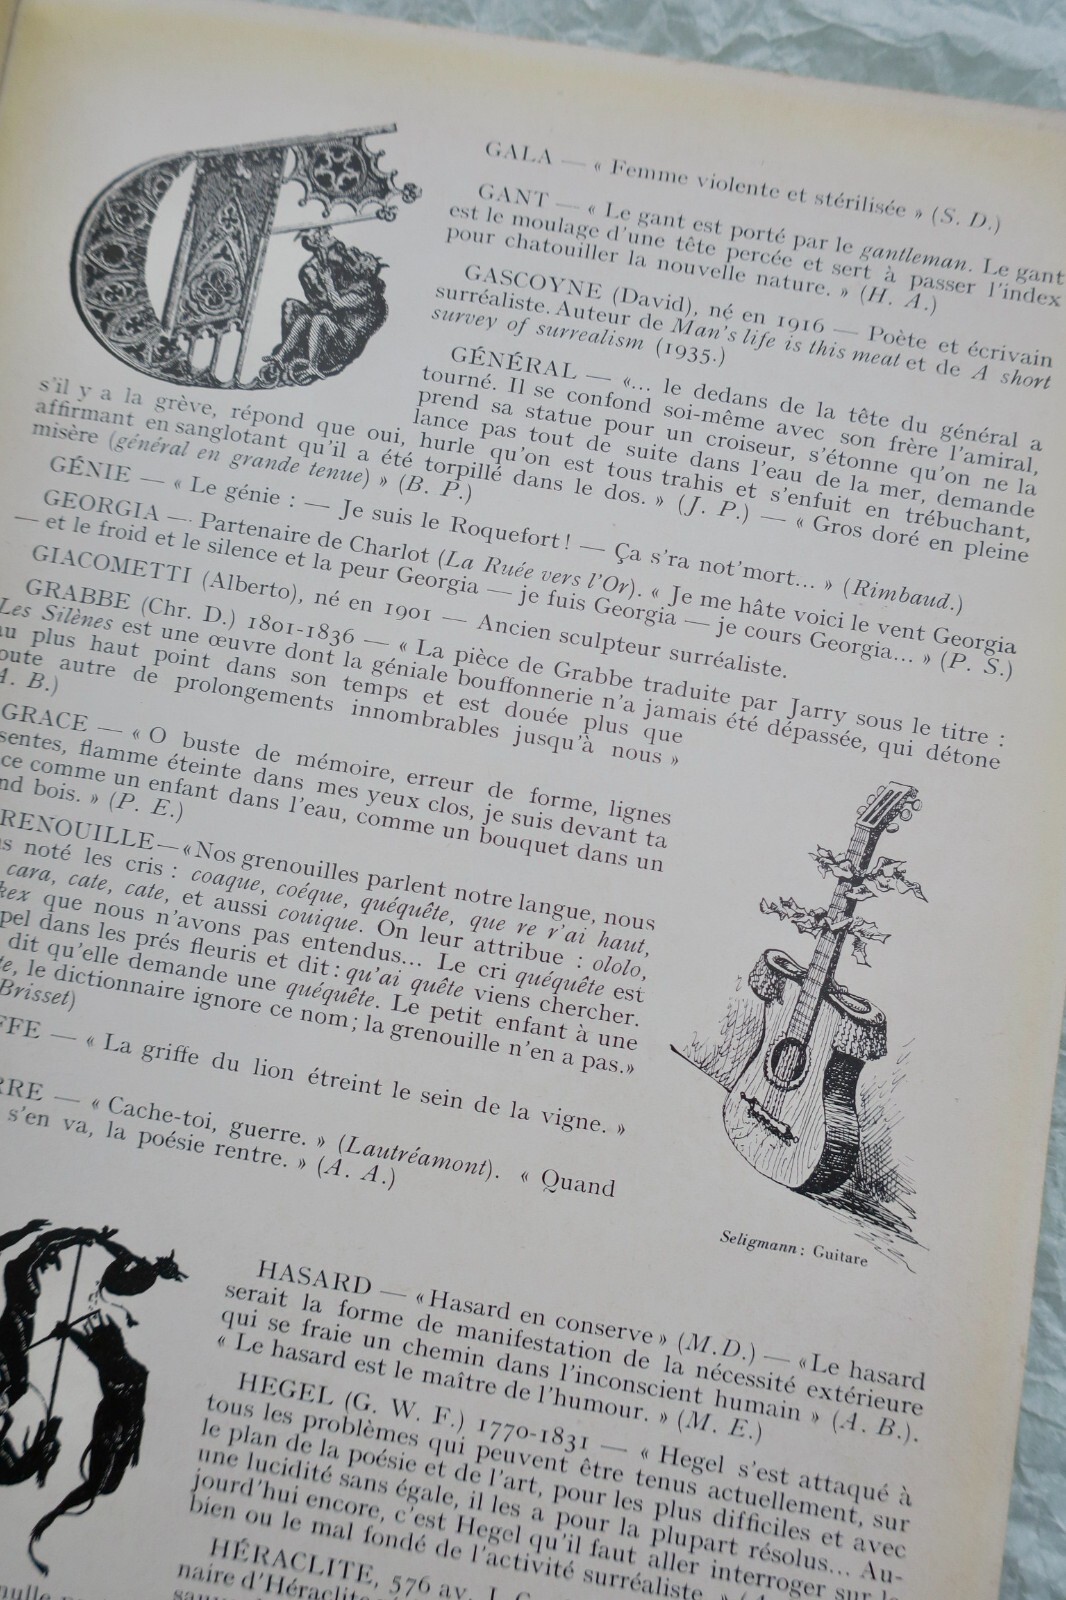 GALA — « Femme violente et stérilisée » (S. D.)
GANT — « Le gant est porté par le gantleman. Le gant
est le moulage d'une tête percée et sert à passer l'index
pour chatouiller la nouvelle nature. » (H. A.)
GASCOYNE (David), né en 1916 — Poète et écrivain
surréaliste. Auteur de Man's life is this meat et de A short
survey of surrealism (1935.)
GÉNÉRAL — «... le dedans de la tête du général a
tourné. Il se confond soi-même avec son frère l'amiral,
prend sa statue pour un croiseur, s'étonne qu'on ne la
lance pas tout de suite dans l'eau de la mer, demande
s'il y a la grève, répond que oui, hurle qu'on est tous trahis et s'enfuit en trébuchant,
affirmant en sanglotant qu'il a été torpillé dans le dos. » (J. P.) — « Gros doré en pleine
misère (général en grande tenue) » (B. P.)
GÉNIE — « Le génie : — Je suis le Roquefort! — Ça s'ra not'mort... » (Rimbaud.)
GEORGIA — Partenaire de Charlot (La Ruée vers l'Or). « Je me hâte voici le vent Georgia
— et le froid et le silence et la peur Georgia — je fuis Georgia — je cours Georgia... » (P. S.)
GIACOMETTI (Alberto), né en 1901 — Ancien sculpteur surréaliste.
GRABBE (Chr. D.) 1801-1836 — « La pièce de Grabbe traduite par Jarry sous le titre :
Les Silènes est une œuvre dont la géniale bouffonnerie n'a jamais été dépassée, qui détone
au plus haut point dans son temps et est douée plus que
toute autre de prolongements innombrables jusqu'à nous »
A. B.)
GRACE — « O buste de mémoire, erreur de forme, lignes
sentes, flamme éteinte dans mes yeux clos, je suis devant ta
ce comme un enfant dans l'eau, comme un bouquet dans un
nd bois. » (P. E.)
RENOUILLE — « Nos grenouilles parlent notre langue, nous
s noté les cris : coaque, coéque, quéquête, que re r'ai haut,
cara, cate, cate, et aussi couique. On leur attribue : ololo,
kex que nous n'avons pas entendus... Le cri quéquête est
pel dans les prés fleuris et dit : qu'ai quête viens chercher.
dit qu'elle demande une quéquête. Le petit enfant à une
te, le dictionnaire ignore ce nom; la grenouille n'en a pas.»
Brisset)
FFE — « La griffe du lion étreint le sein de la vigne. »
RRE — « Cache-toi, guerre. » (Lautréamont). « Quand
s'en va, la poésie rentre. » (A. A.)
Seligmann : Guitare
HASARD — « Hasard en conserve » (M.D.) — «Le hasard
serait la forme de manifestation de la nécessité extérieure
qui se fraie un chemin dans l'inconscient humain » (A. B.).
« Le hasard est le maître de l'humour. » (M. E.)
HEGEL (G. W. F.) 1770-1831 — « Hegel s'est attaqué à
tous les problèmes qui peuvent être tenus actuellement, sur
le plan de la poésie et de l'art, pour les plus difficiles et avec
une lucidité sans égale, il les a pour la plupart résolus... Au-
jourd'hui encore, c'est Hegel qu'il faut aller interroger sur le
bien ou le mal fondé de l'activité surréaliste.
HÉRACLITE, 576 av. J.
naire d'Héraclite